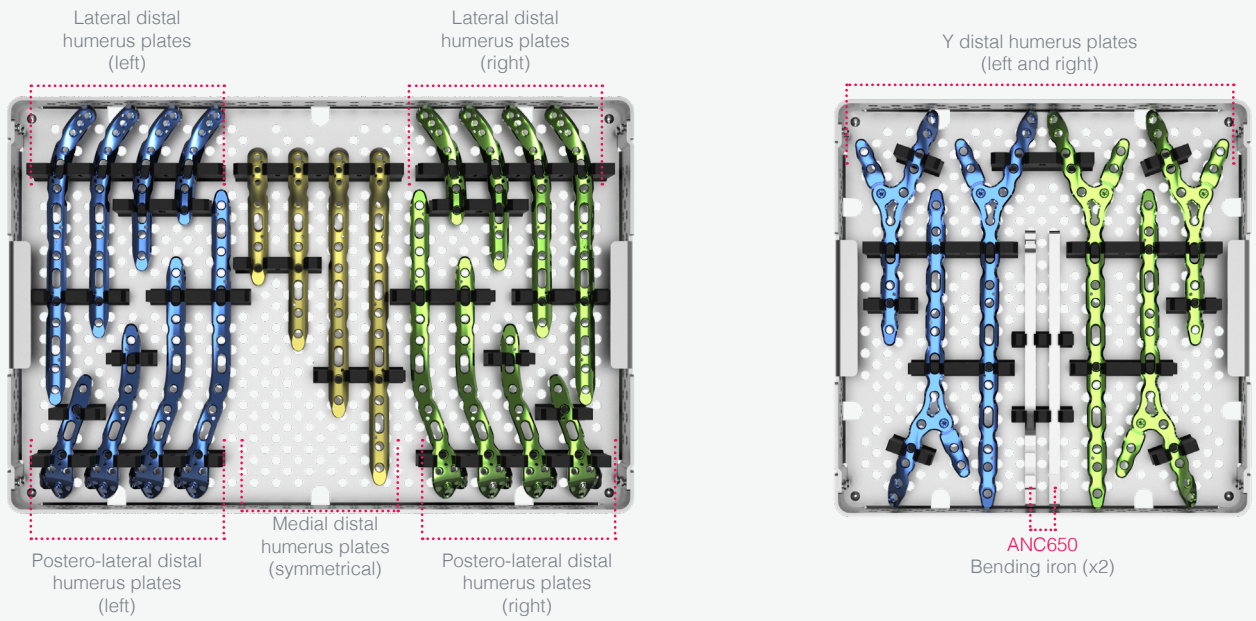 Lateral distal
humerus plates
(left)
Lateral distal
humerus plates
(right)
Y distal humerus plates
(left and right)
Postero-lateral distal
humerus plates
(left)
Medial distal
humerus plates
(symmetrical)
Postero-lateral distal
humerus plates
(right)
ANC650
Bending iron (x2)